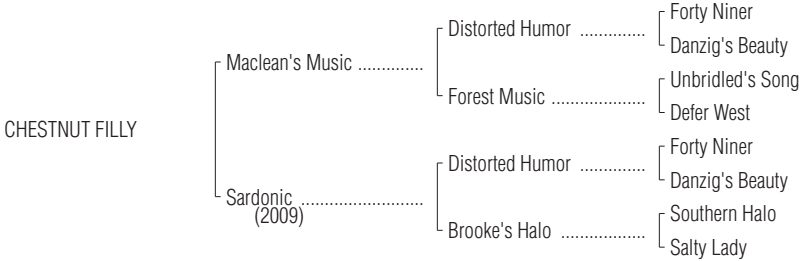 Forty Niner
Distorted Humor ..............
Danzig's Beauty
Maclean's Music ..............
Unbridled's Song
Forest Music ....................
Defer West
CHESTNUT FILLY
Forty Niner
Distorted Humor ..............
Danzig's Beauty
Sardonic ..........................
(2009)
Southern Halo
Brooke's Halo ..................
Salty Lady